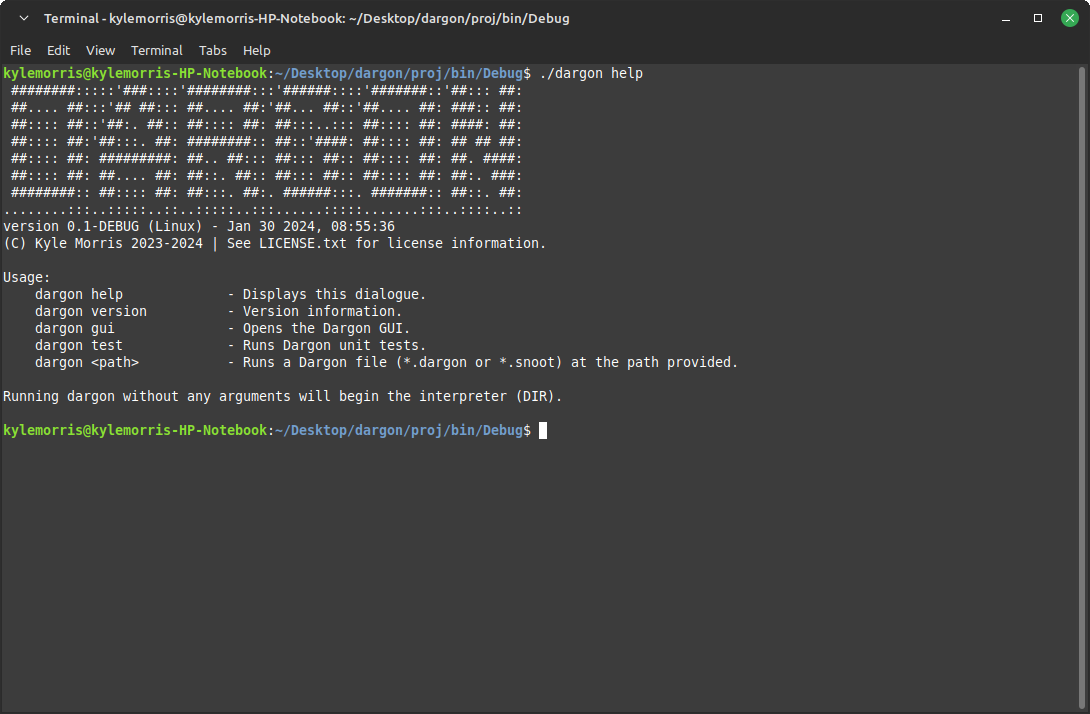 Terminal - kylemorris@kylemorris-HP-Notebook: ~/Desktop/dargon/proj/bin/Debug
File Edit View Terminal Tabs Help
kylemorris@kylemorris-HP-Notebook:~/Desktop/dargon/proj/bin/Debug$ ./dargon help
 ########:::::'###::::'########:::'######::::'#######::'##::: ##:
 ##.... ##:::'## ##::: ##.... ##:'##... ##::'##.... ##: ###:: ##:
 ##:::: ##::'##:. ##:: ##:::: ##: ##:::..::: ##:::: ##: ####: ##:
 ##:::: ##:'##:::. ##: ########:: ##::'####: ##:::: ##: ## ## ##:
 ##:::: ##: #########: ##.. ##::: ##::: ##:: ##:::: ##: ##. ####:
 ##:::: ##: ##.... ##: ##::. ##:: ##::: ##:: ##:::: ##: ##:. ###:
 ########:: ##:::: ##: ##:::. ##:. ######:::. #######:: ##::. ##:
........:::..:::::..::..:::::..:::......:::::.......:::..::::..::
version 0.1-DEBUG (Linux) - Jan 30 2024, 08:55:36
(C) Kyle Morris 2023-2024 | See LICENSE.txt for license information.
Usage:
    dargon help             - Displays this dialogue.
    dargon version          - Version information.
    dargon gui              - Opens the Dargon GUI.
    dargon test             - Runs Dargon unit tests.
    dargon <path>           - Runs a Dargon file (*.dargon or *.snoot) at the path provided.
Running dargon without any arguments will begin the interpreter (DIR).
kylemorris@kylemorris-HP-Notebook:~/Desktop/dargon/proj/bin/Debug$